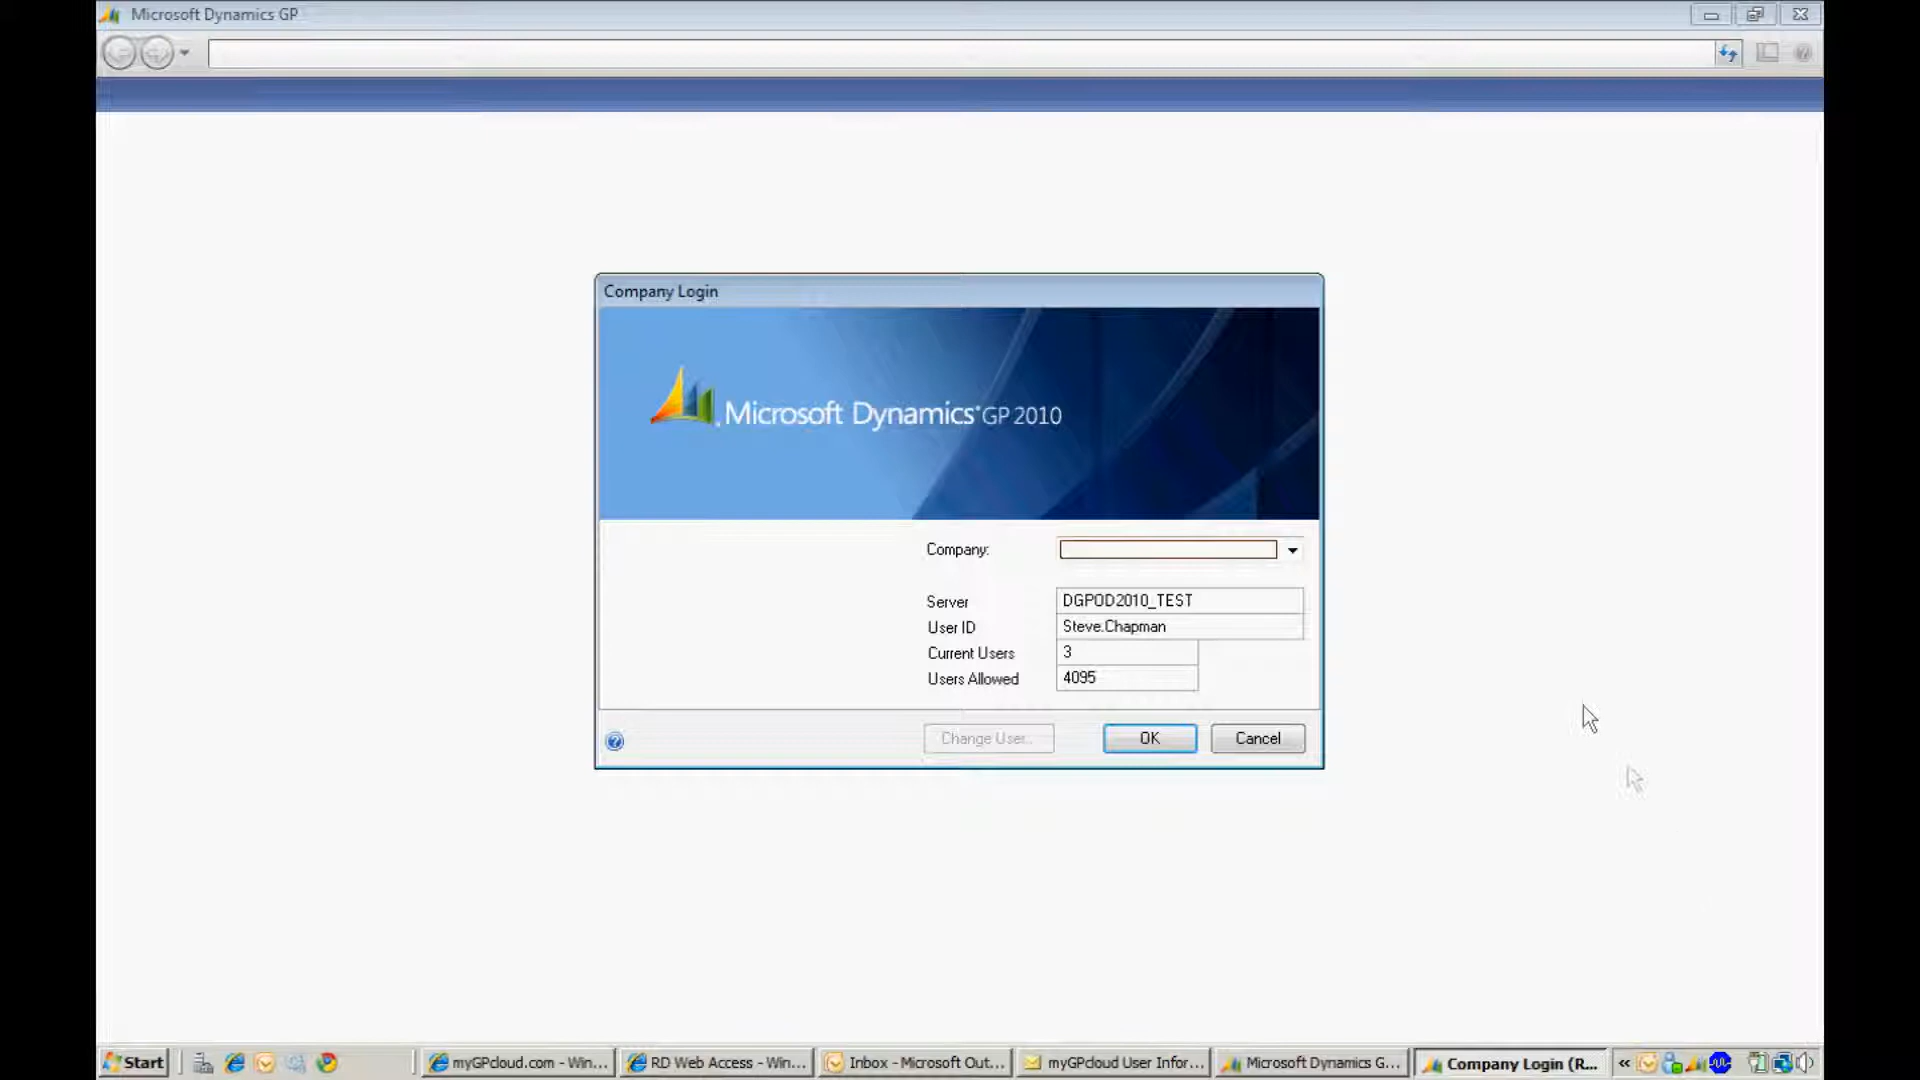 Microsoft Dynamics GP
Company Login
Microsoft Dynamics GP 2010
Company:
Server DGPOD2010_TEST
User ID Steve.Chapman
Current Users 3
Users Allowed 4095
Change User..
OK
Cancel
Start
myGPcloud.com - Win...
RD Web Access - Win...
Inbox - Microsoft Out...
myGPcloud User Infor...
Microsoft Dynamics G...
Company Login (R...